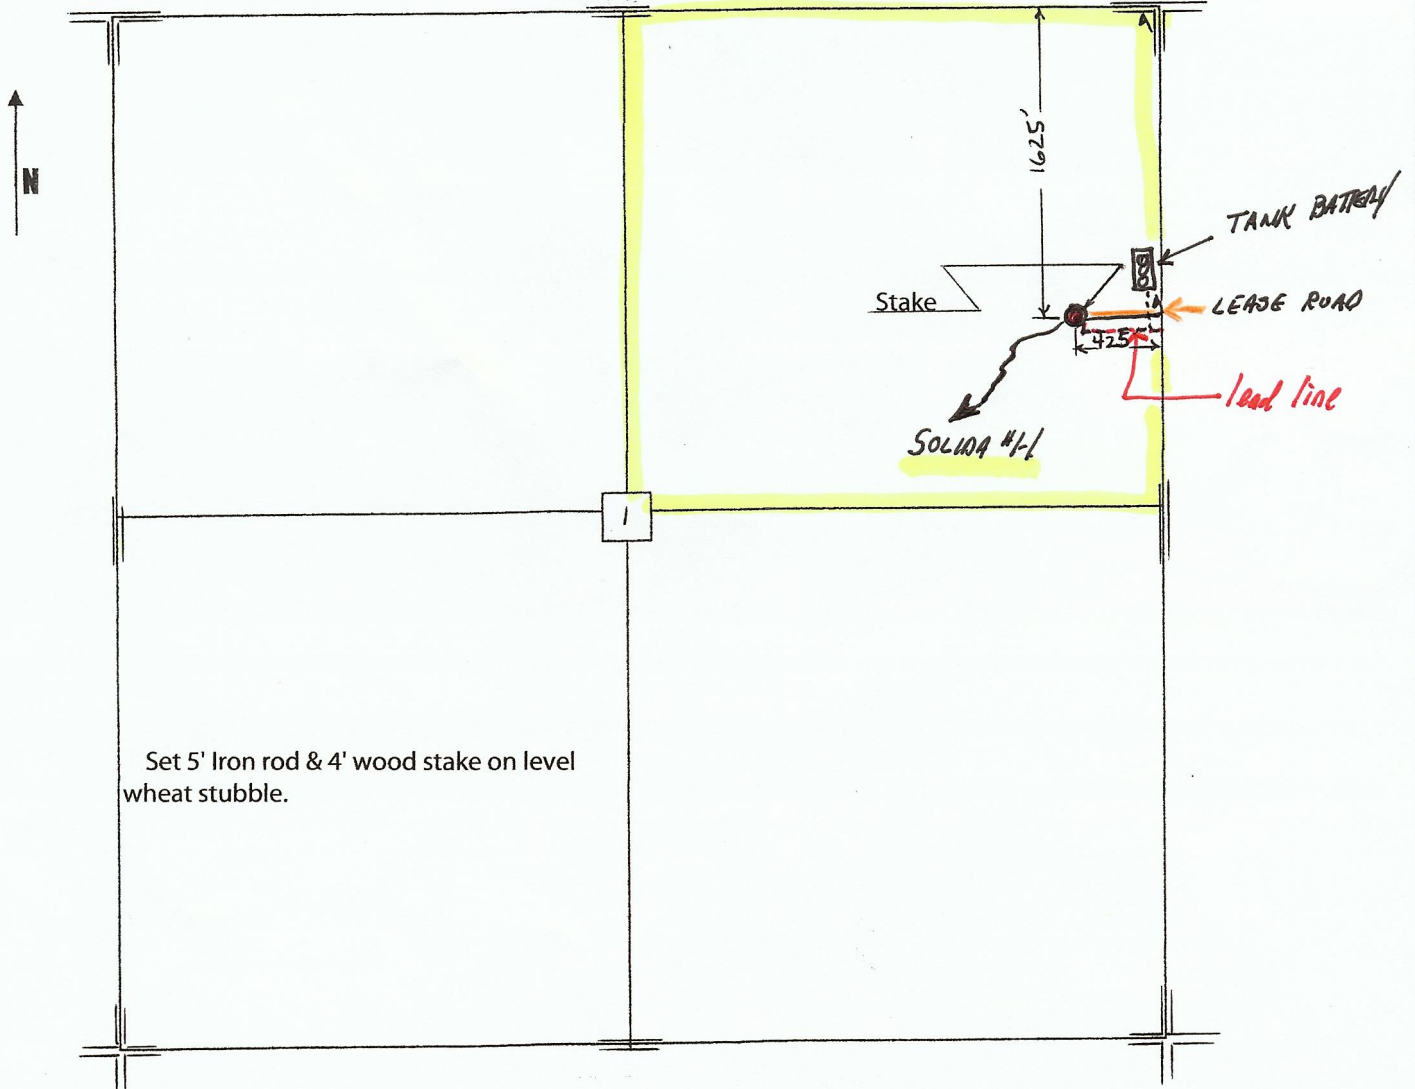 N
1625'
TANK BATTERY
Stake
LEASE ROAD
425'
lead line
SOLIDA #1-1
1
Set 5' Iron rod & 4' wood stake on level
wheat stubble.